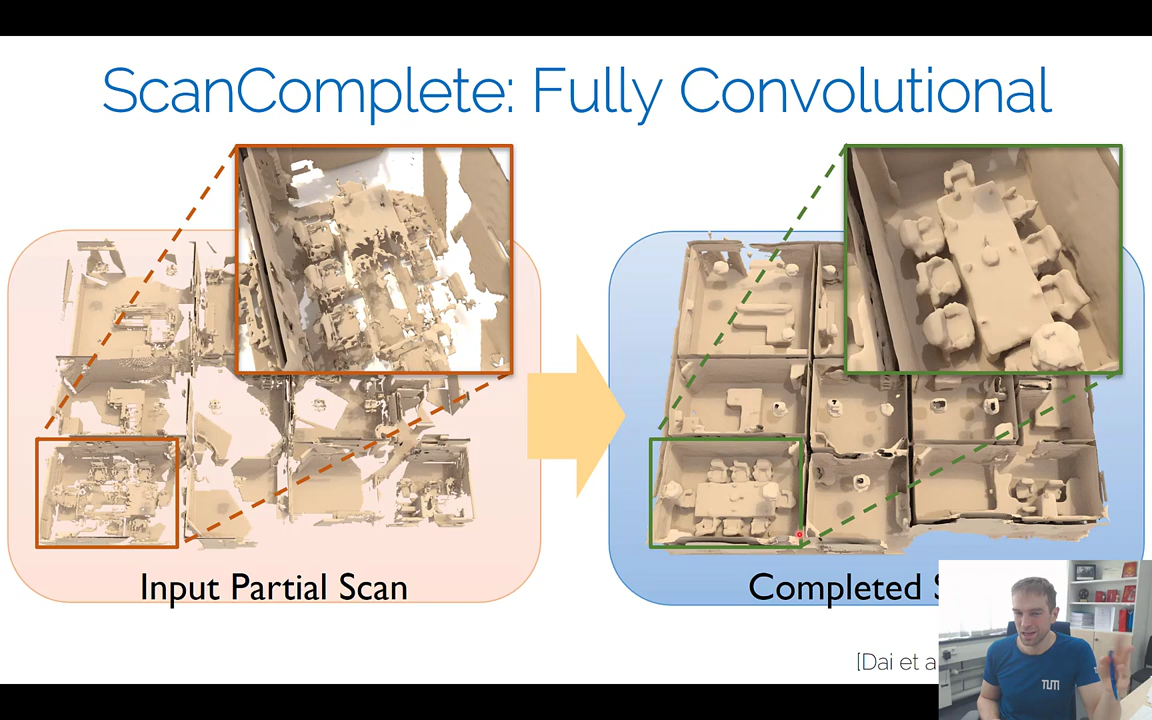 ScanComplete: Fully Convolutional
Input Partial Scan
Completed
[Dai et a
TUM